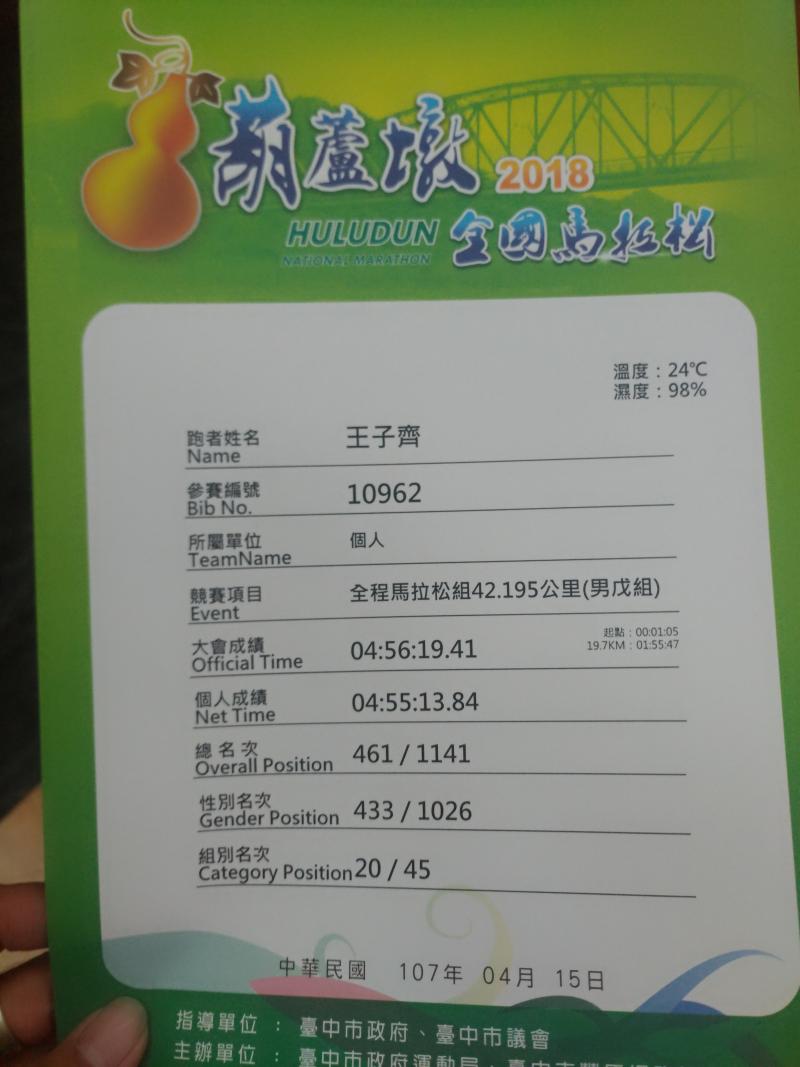 葫蘆墩 2018
HULUDUN 全國馬拉松
NATIONAL MARATHON
溫度：24℃
濕度：98%
跑者姓名 王子齊
Name
參賽編號 10962
Bib No.
所屬單位 個人
TeamName
競賽項目 全程馬拉松組42.195公里(男戊組)
Event
起點：00:01:05
大會成績 04:56:19.41
19.7KM：01:55:47
Official Time
個人成績 04:55:13.84
Net Time
總名次 461 / 1141
Overall Position
性別名次 433 / 1026
Gender Position
組別名次 20 / 45
Category Position
中華民國 107年 04月 15日
指導單位 ： 臺中市政府、臺中市議會
主辦單位 ： 臺中市政府運動局、臺中市